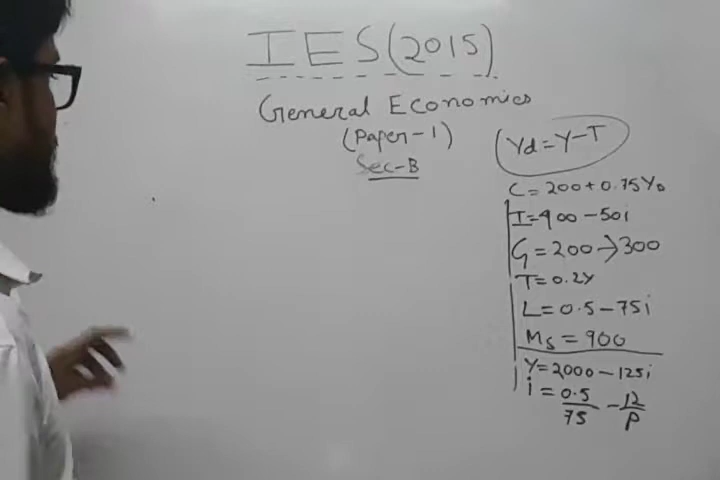 IES(2015)
General Economics
(Paper-1)
Sec-B
Yd=Y-T
C=200+0.75YD
I=900-50i
G=200→300
T=0.2Y
L=0.5-75i
Ms=900
Y=2000-125i
i=0.5/75-12/P